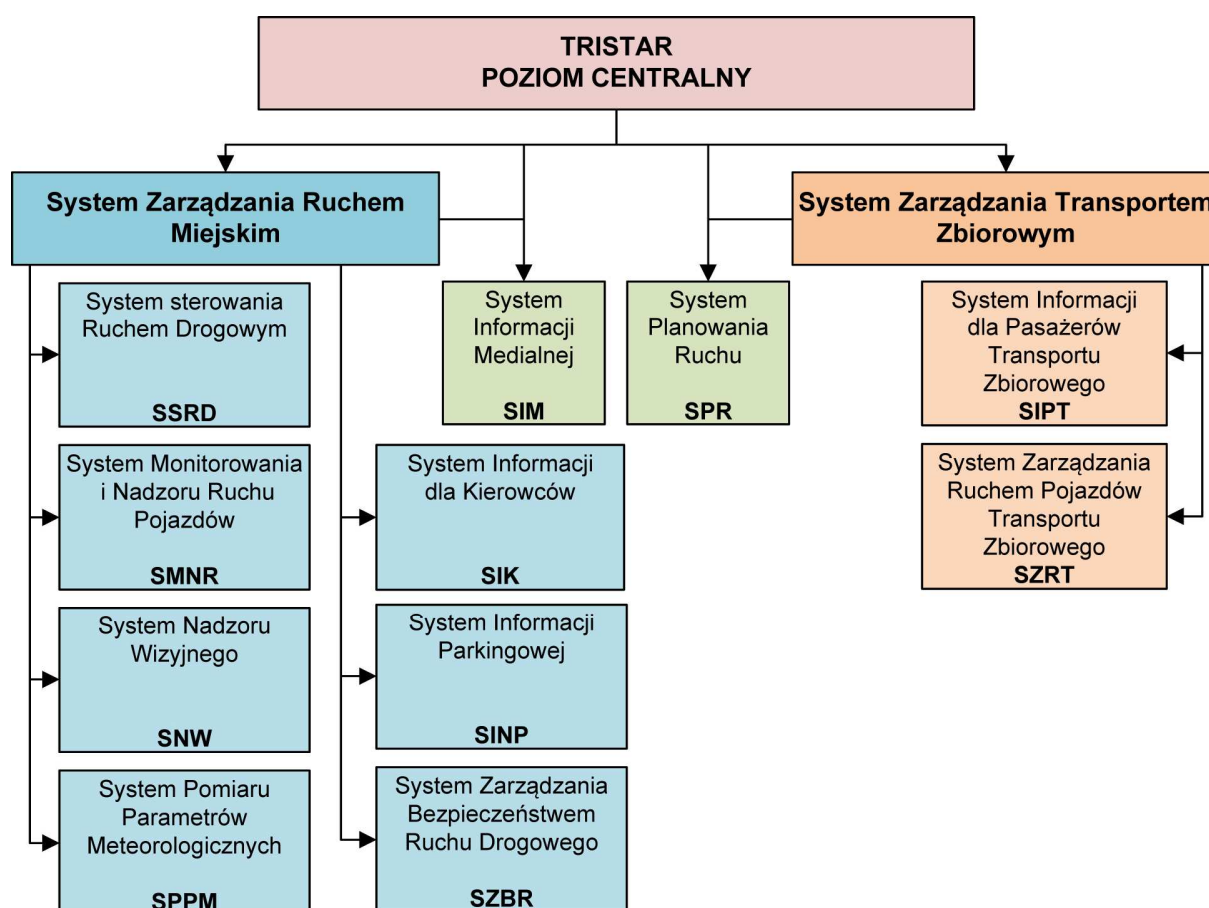 TRISTAR
POZIOM CENTRALNY
System Zarządzania Ruchem
Miejskim
System Zarządzania Transportem
Zbiorowym
System sterowania
Ruchem Drogowym
SSRD
System
Informacji
Medialnej
SIM
System
Planowania
Ruchu
SPR
System Informacji
dla Pasażerów
Transportu
Zbiorowego
SIPT
System Monitorowania
i Nadzoru Ruchu
Pojazdów
SMNR
System Informacji
dla Kierowców
SIK
System Zarządzania
Ruchem Pojazdów
Transportu
Zbiorowego
SZRT
System Nadzoru
Wizyjnego
SNW
System Informacji
Parkingowej
SINP
System Pomiaru
Parametrów
Meteorologicznych
SPPM
System Zarządzania
Bezpieczeństwem
Ruchu Drogowego
SZBR